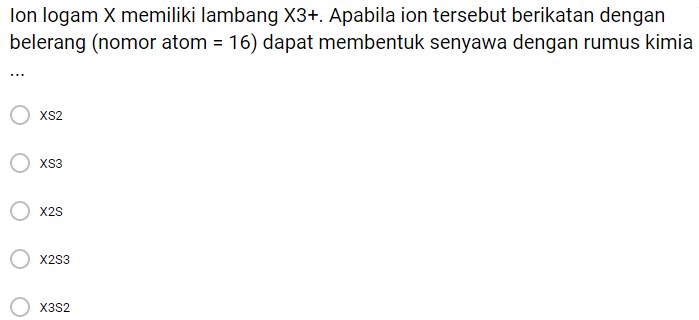 Ion logam X memiliki lambang X3+. Apabila ion tersebut berikatan dengan
belerang (nomor atom = 16) dapat membentuk senyawa dengan rumus kimia
...
XS2
XS3
X2S
X2S3
X3S2